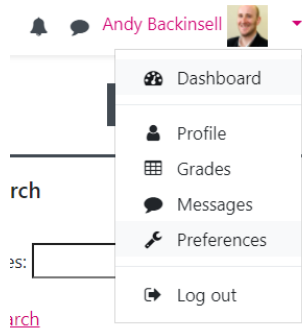 Andy Backinsell
Dashboard
Profile
rch
Grades
Messages
es:
Preferences
Log out
arch